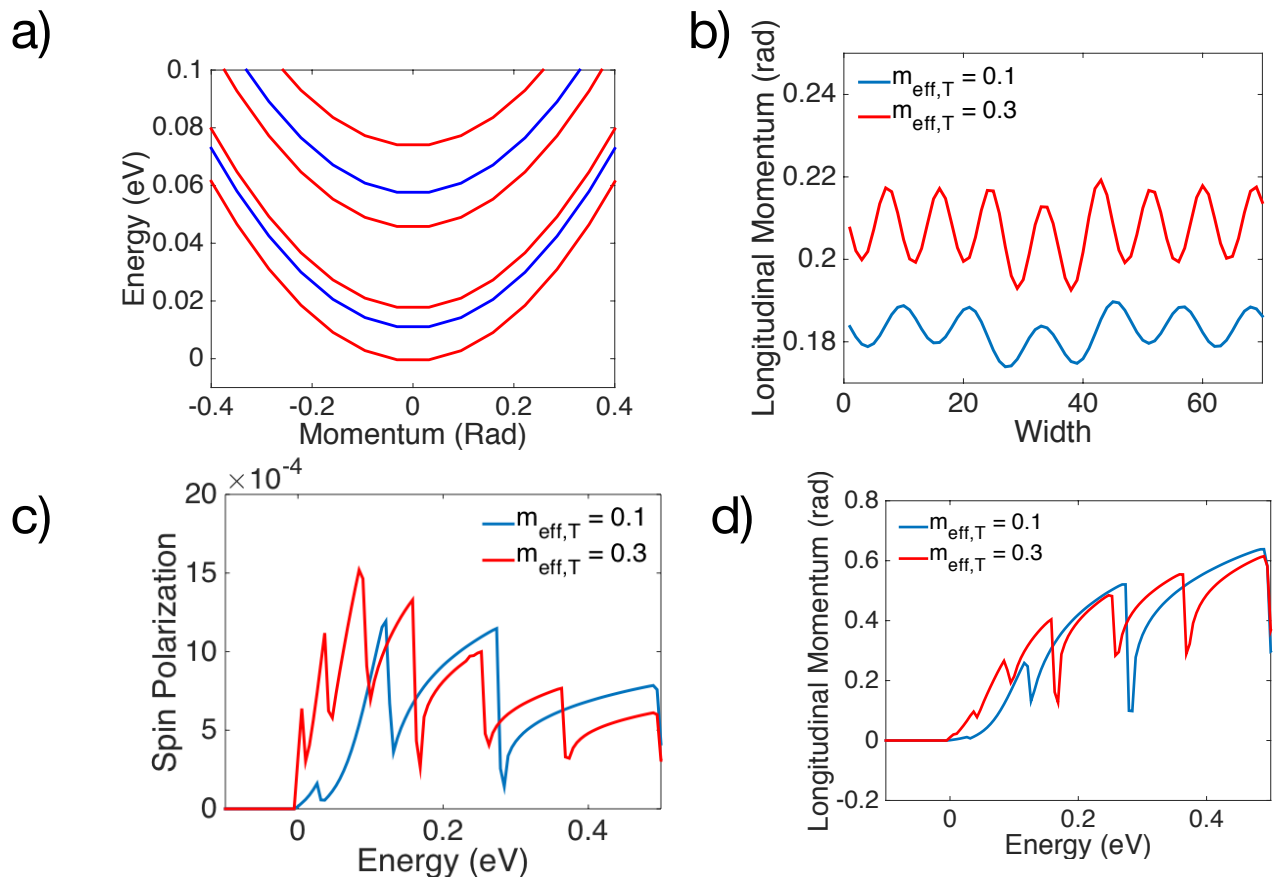 a)
Energy (eV)
0.1
0.08
0.06
0.04
0.02
0
-0.4
-0.2
0
0.2
0.4
Momentum (Rad)
b)
Longitudinal Momentum (rad)
0.24
0.22
0.2
0.18
0
20
40
60
Width
m_eff,T = 0.1
m_eff,T = 0.3
c)
×10^-4
Spin Polarization
20
15
10
5
0
0
0.2
0.4
Energy (eV)
m_eff,T = 0.1
m_eff,T = 0.3
d)
Longitudinal Momentum (rad)
0.8
0.6
0.4
0.2
0
-0.2
0
0.2
0.4
Energy (eV)
m_eff,T = 0.1
m_eff,T = 0.3